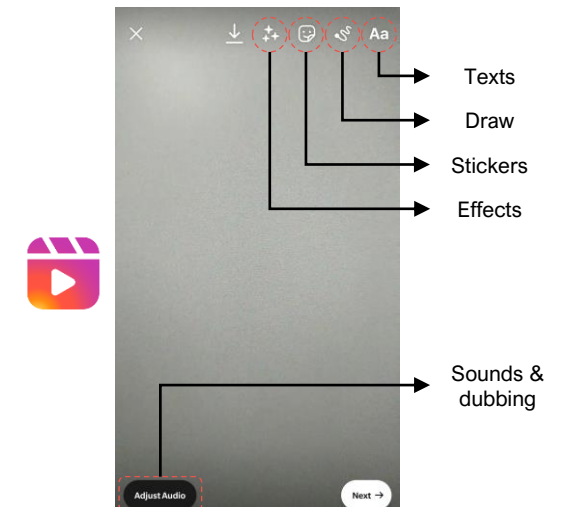 Aa
Texts
Draw
Stickers
Effects
Sounds &
dubbing
Adjust Audio
Next →